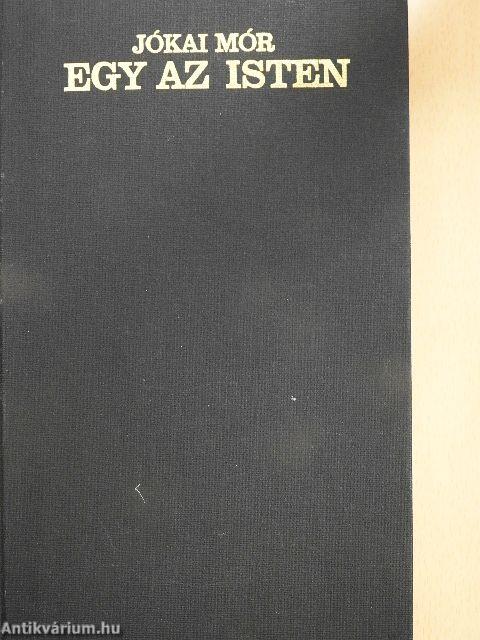 JÓKAI MÓR
EGY AZ ISTEN
Antikvárium.hu